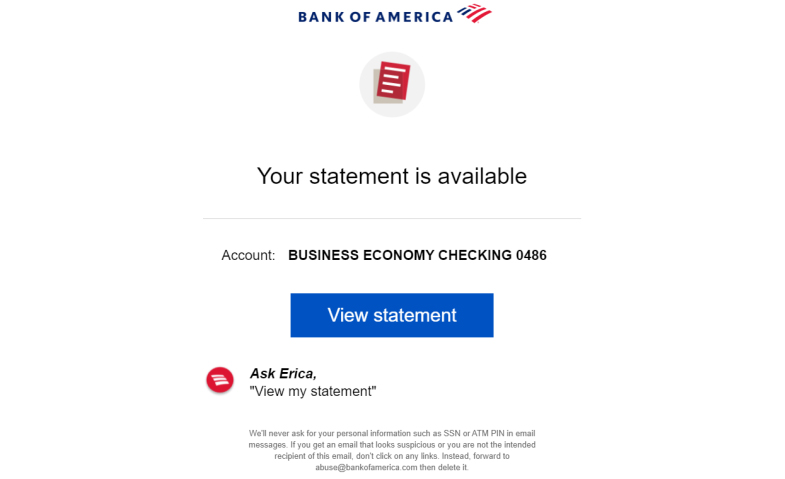 BANK OF AMERICA
Your statement is available
Account: BUSINESS ECONOMY CHECKING 0486
View statement
Ask Erica,
"View my statement"
We'll never ask for your personal information such as SSN or ATM PIN in email
messages. If you get an email that looks suspicious or you are not the intended
recipient of this email, don't click on any links. Instead, forward to
abuse@bankofamerica.com then delete it.